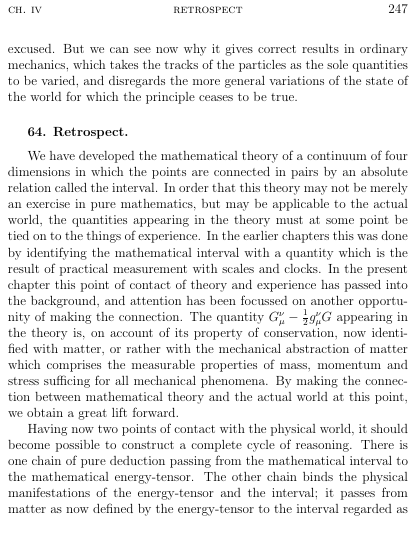 CH. IV RETROSPECT 247
excused. But we can see now why it gives correct results in ordinary
mechanics, which takes the tracks of the particles as the sole quantities
to be varied, and disregards the more general variations of the state of
the world for which the principle ceases to be true.
64. Retrospect.
We have developed the mathematical theory of a continuum of four
dimensions in which the points are connected in pairs by an absolute
relation called the interval. In order that this theory may not be merely
an exercise in pure mathematics, but may be applicable to the actual
world, the quantities appearing in the theory must at some point be
tied on to the things of experience. In the earlier chapters this was done
by identifying the mathematical interval with a quantity which is the
result of practical measurement with scales and clocks. In the present
chapter this point of contact of theory and experience has passed into
the background, and attention has been focussed on another opportu-
nity of making the connection. The quantity $G_\mu^\nu - \frac{1}{2}g_\mu^\nu G$ appearing in
the theory is, on account of its property of conservation, now identi-
fied with matter, or rather with the mechanical abstraction of matter
which comprises the measurable properties of mass, momentum and
stress sufficing for all mechanical phenomena. By making the connec-
tion between mathematical theory and the actual world at this point,
we obtain a great lift forward.
Having now two points of contact with the physical world, it should
become possible to construct a complete cycle of reasoning. There is
one chain of pure deduction passing from the mathematical interval to
the mathematical energy-tensor. The other chain binds the physical
manifestations of the energy-tensor and the interval; it passes from
matter as now defined by the energy-tensor to the interval regarded as